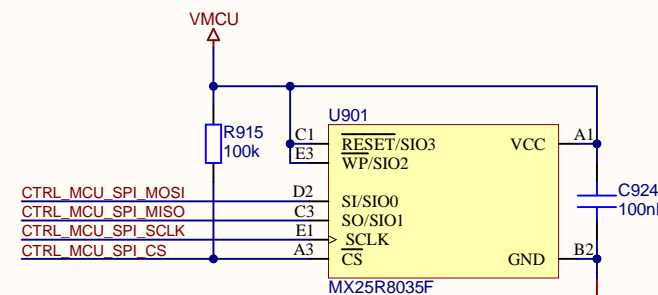 VMCU
U901
R915
100k
C1
RESET/SIO3
VCC
A1
E3
WP/SIO2
C924
CTRL_MCU_SPI_MOSI
D2
SI/SIO0
100nF
CTRL_MCU_SPI_MISO
C3
SO/SIO1
CTRL_MCU_SPI_SCLK
E1
SCLK
CTRL_MCU_SPI_CS
A3
CS
GND
B2
MX25R8035F